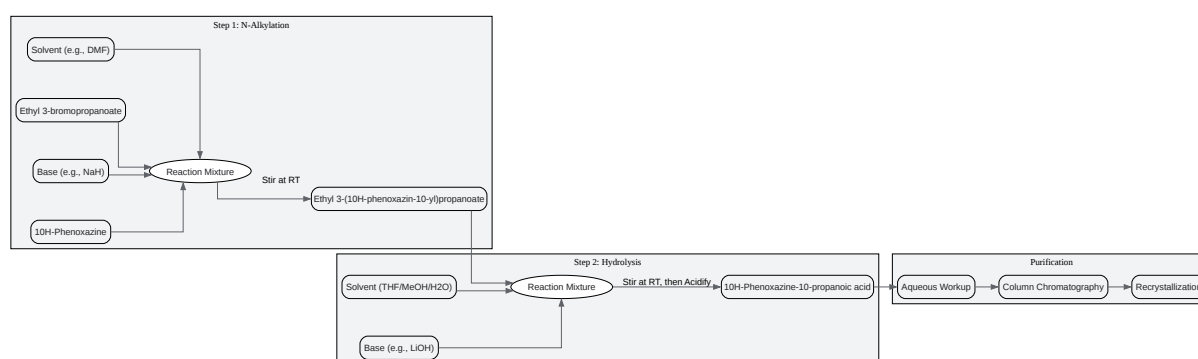 Step 1: N-Alkylation
Solvent (e.g., DMF)
Ethyl 3-bromopropanoate
Base (e.g., NaH)
Reaction Mixture
Stir at RT
Ethyl 3-(10H-phenoxazin-10-yl)propanoate
10H-Phenoxazine
Step 2: Hydrolysis
Solvent (THF/MeOH/H2O)
Reaction Mixture
Stir at RT, then Acidify
10H-Phenoxazine-10-propanoic acid
Base (e.g., LiOH)
Purification
Aqueous Workup
Column Chromatography
Recrystallization